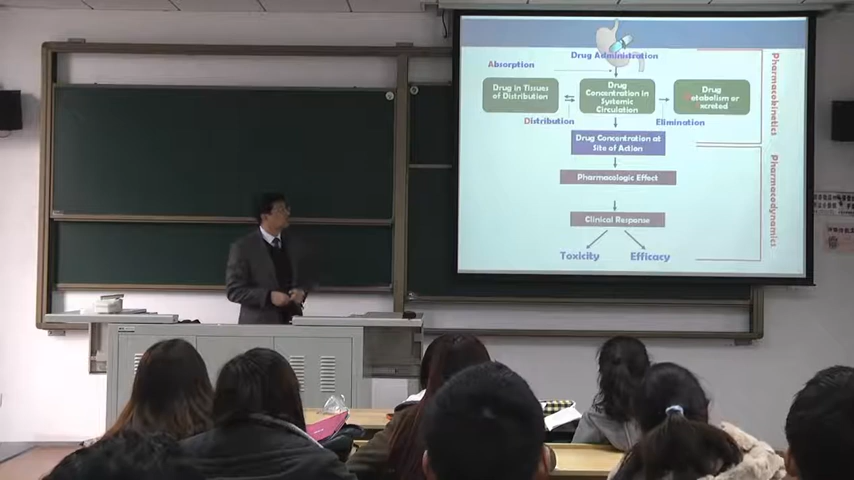 Drug Administration
Absorption
Drug in Tissues
of Distribution
Drug
Concentration in
Systemic
Circulation
Drug
Metabolism or
Distribution
Elimination
Drug Concentration at
Site of Action
Pharmacologic Effect
Clinical Response
Toxicity
Efficacy
Pharmacokinetics
Pharmacodynamics